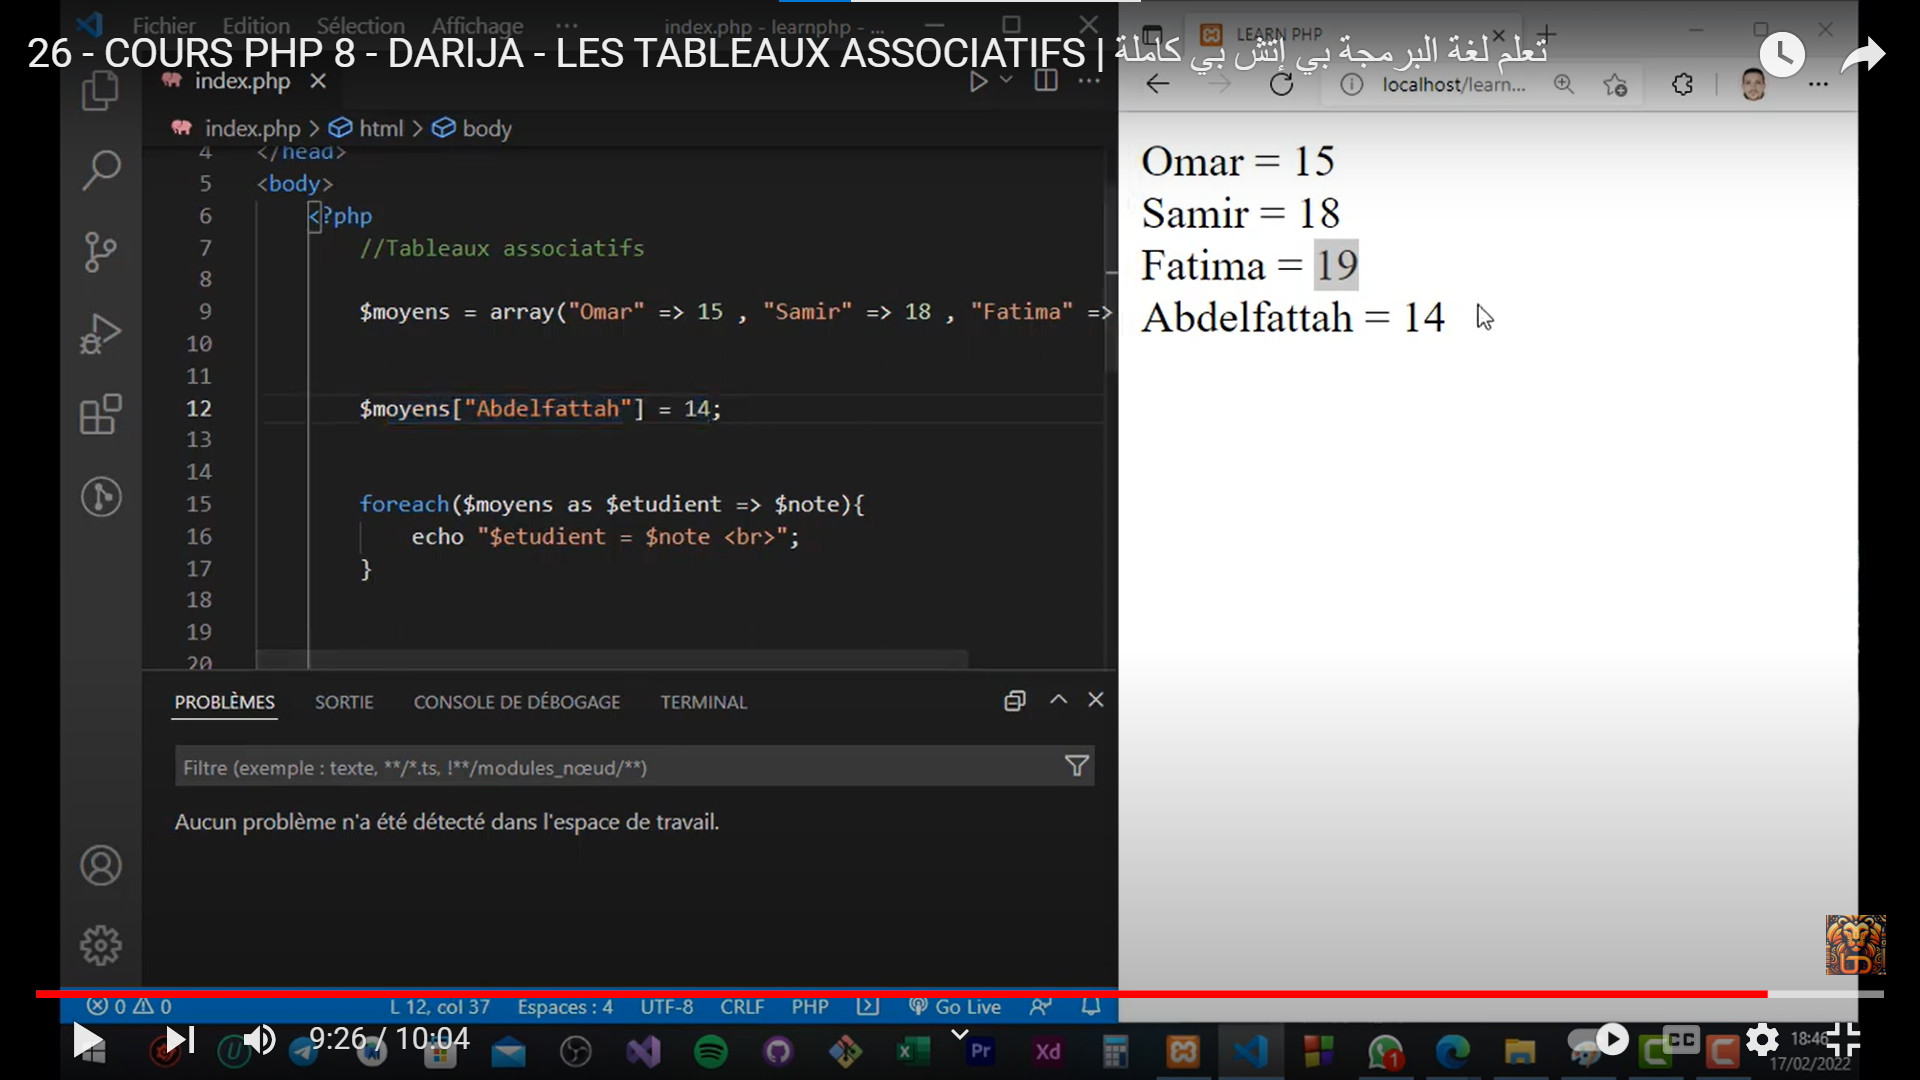 Fichier Edition Sélection Affichage ··· index.php - learnphp - ...
LEARN PHP
26 - COURS PHP 8 - DARIJA - LES TABLEAUX ASSOCIATIFS | تعلم لغة البرمجة بي إتش بي كاملة
index.php
localhost/learn...
index.php > html > body
4 </head>
5 <body>
6 <?php
7 //Tableaux associatifs
8
9 $moyens = array("Omar" => 15 , "Samir" => 18 , "Fatima" =>
10
11
12 $moyens["Abdelfattah"] = 14;
13
14
15 foreach($moyens as $etudient => $note){
16 echo "$etudient = $note <br>";
17 }
18
19
20
Omar = 15
Samir = 18
Fatima = 19
Abdelfattah = 14
PROBLÈMES SORTIE CONSOLE DE DÉBOGAGE TERMINAL
Filtre (exemple : texte, **/*.ts, !**/modules_nœud/**)
Aucun problème n'a été détecté dans l'espace de travail.
0 0 L 12, col 37 Espaces : 4 UTF-8 CRLF PHP Go Live
9:26 / 10:04
Pr Xd 1 CC
18:46
17/02/2022